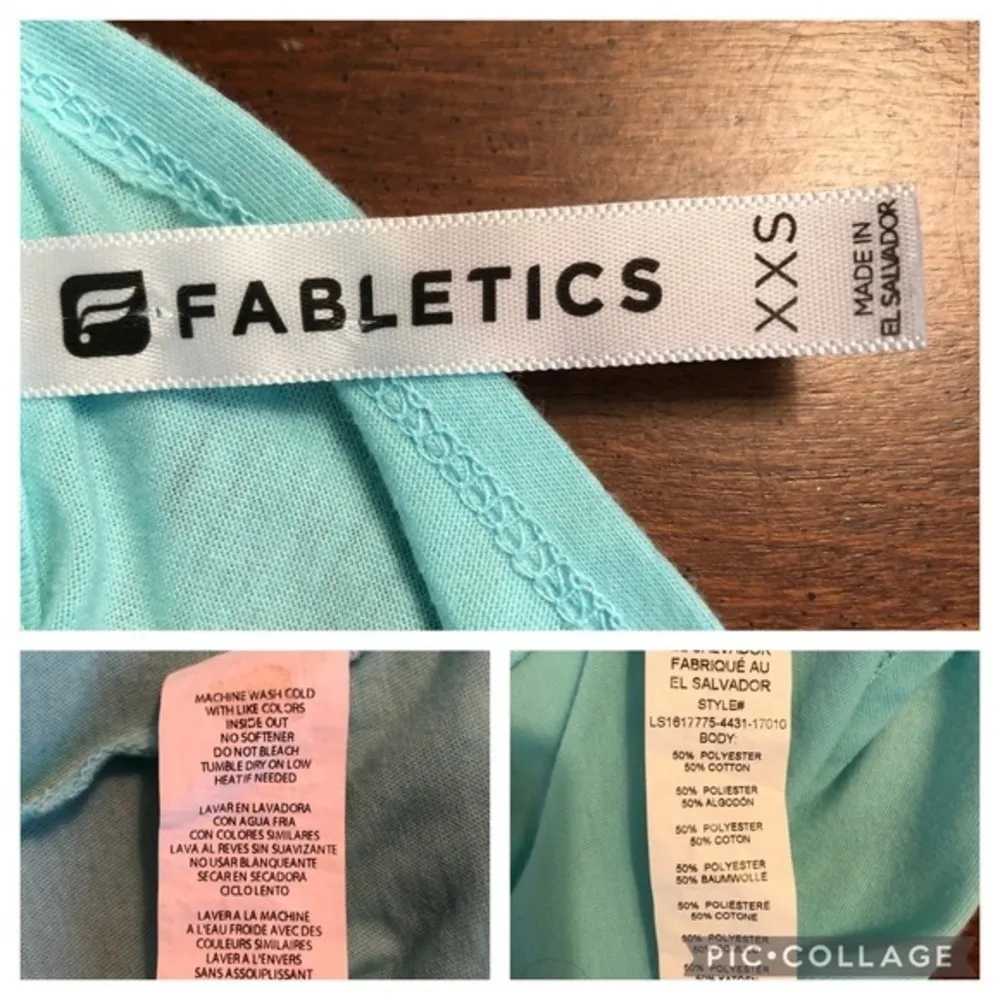 FABLETICS
XXS
MADE IN
EL SALVADOR
MACHINE WASH COLD
WITH LIKE COLORS
INSIDE OUT
NO SOFTENER
DO NOT BLEACH
TUMBLE DRY ON LOW
HEAT IF NEEDED
LAVAR EN LAVADORA
CON AGUA FRIA
CON COLORES SIMILARES
LAVA AL REVES SIN SUAVIZANTE
NO USAR BLANQUEANTE
SECAR EN SECADORA
CICLO LENTO
LAVER A LA MACHINE
A L'EAU FROIDE AVEC DES
COULEURS SIMILAIRES
LAVER A L'ENVERS
SANS ASSOUPLISSANT
EL SALVADOR
FABRIQUÉ AU
EL SALVADOR
STYLE#
LS1617775-4431-17010
BODY:
50% POLYESTER
50% COTTON
50% POLIESTER
50% ALGODÓN
50% POLYESTER
50% COTON
50% POLYESTER
50% BAUMWOLLE
50% POLIESTERE
50% COTONE
50% POLYESTER
PIC•COLLAGE